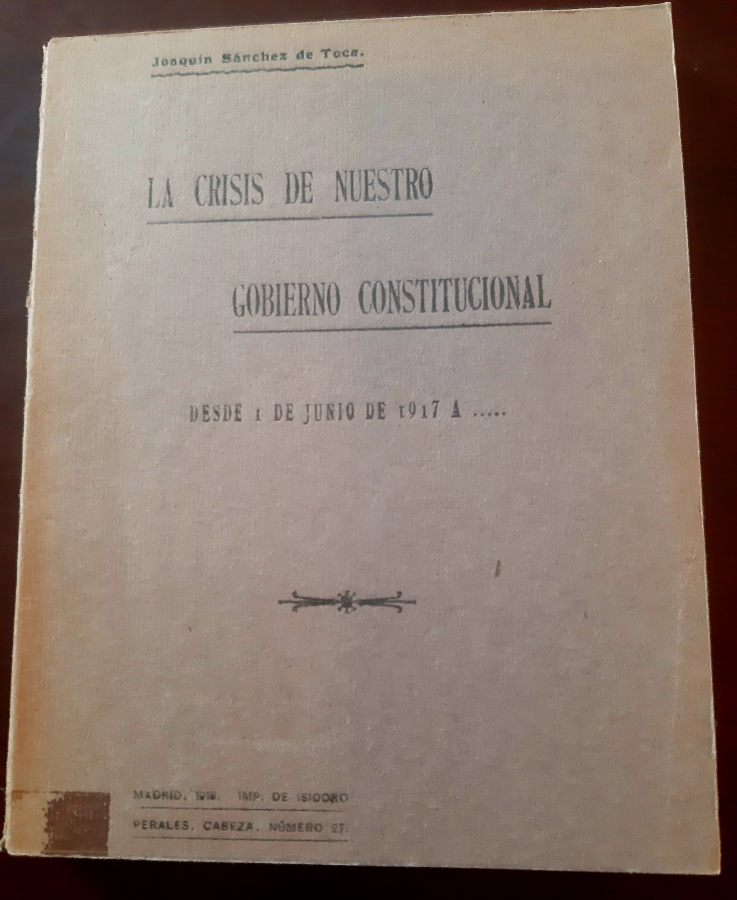 Joaquín Sánchez de Toca.
LA CRISIS DE NUESTRO
GOBIERNO CONSTITUCIONAL
DESDE 1 DE JUNIO DE 1917 A .....
MADRID, 1918. IMP. DE ISIDORO
PERALES, CABEZA, NÚMERO 27.